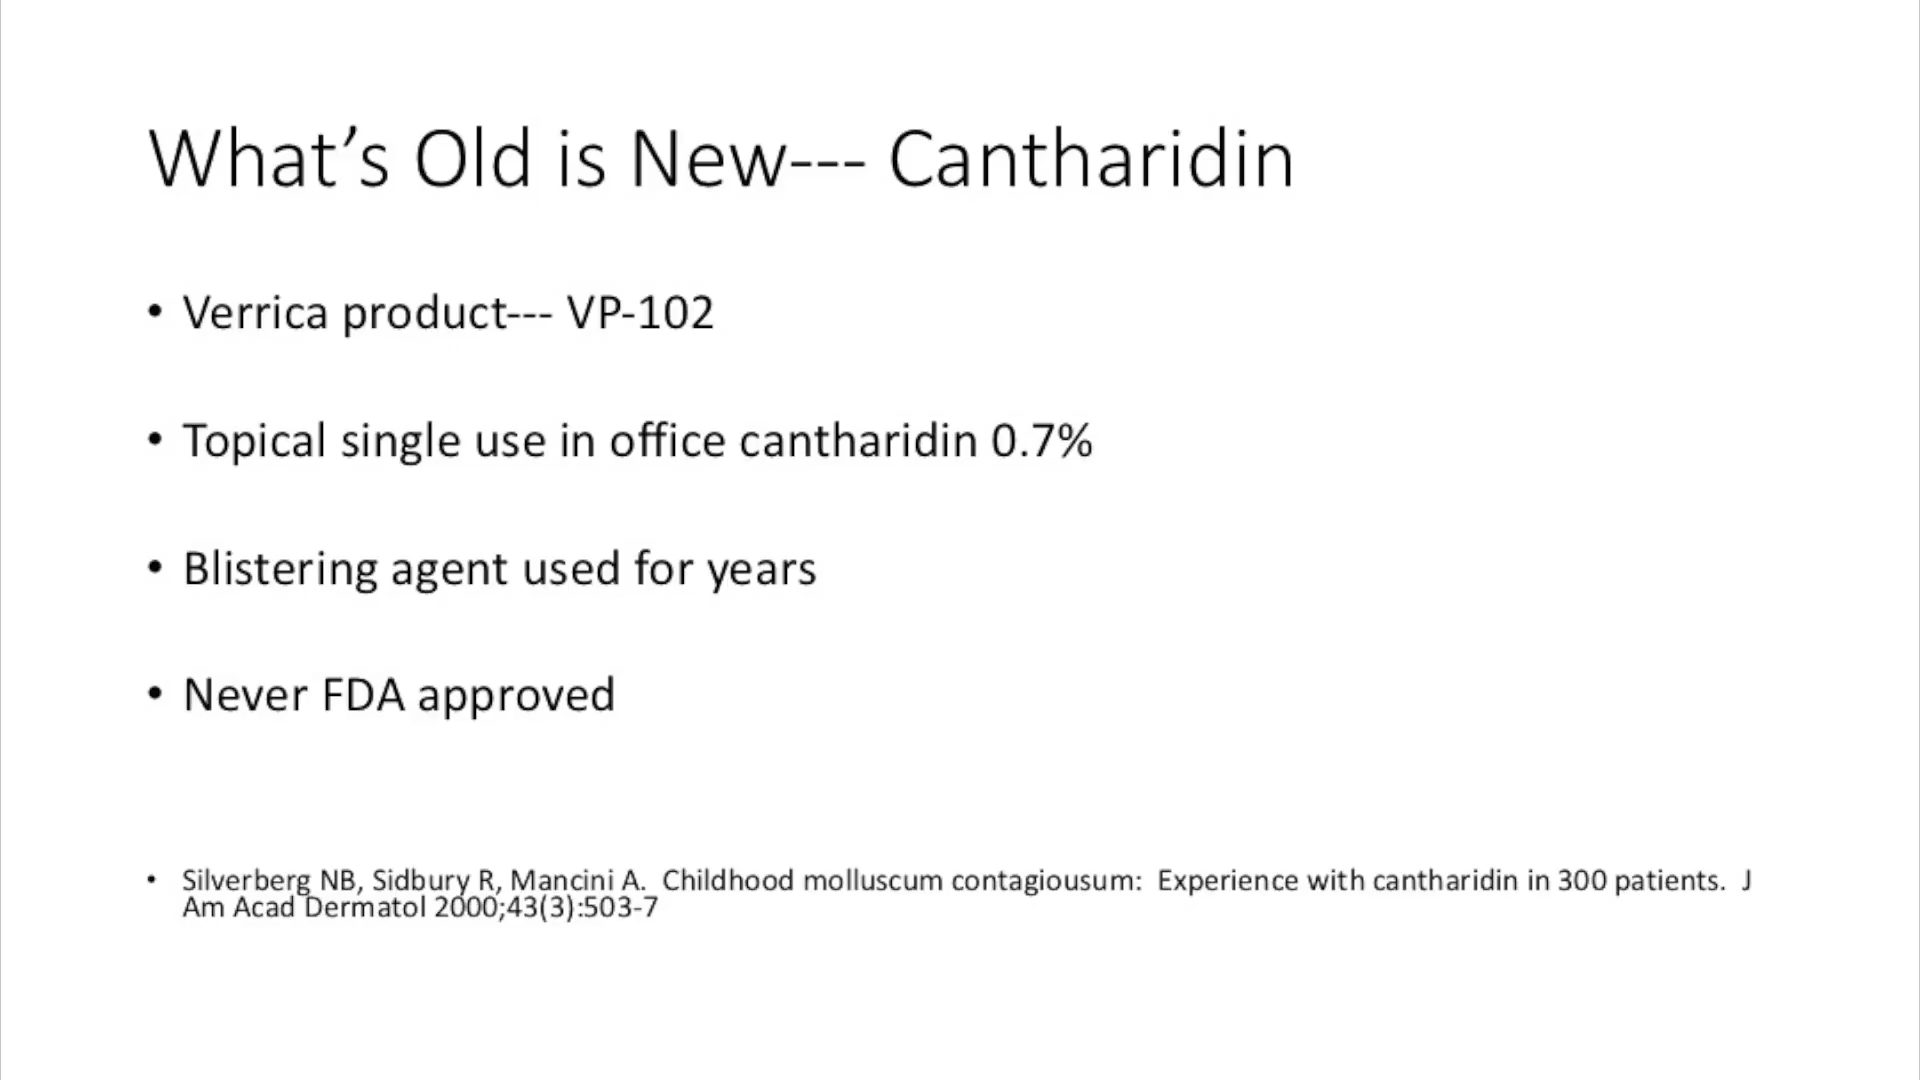 What’s Old is New--- Cantharidin
• Verrica product--- VP-102
• Topical single use in office cantharidin 0.7%
• Blistering agent used for years
• Never FDA approved
• Silverberg NB, Sidbury R, Mancini A.  Childhood molluscum contagiousum:  Experience with cantharidin in 300 patients.  J
Am Acad Dermatol 2000;43(3):503-7